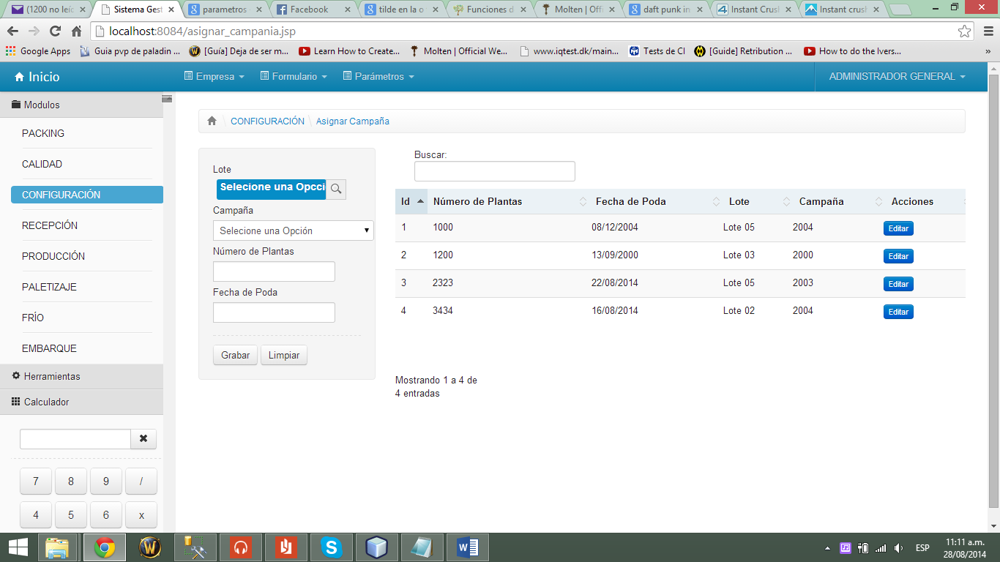 (1200 no leíd
Sistema Gest
parametros
Facebook
tilde en la o
Funciones d
Molten | Offi
daft punk in
Instant Crush
Instant crush
localhost:8084/asignar_campania.jsp
Google Apps
Guia pvp de paladin ...
[Guía] Deja de ser m...
Learn How to Create...
Molten | Official We...
www.iqtest.dk/main...
Tests de CI
[Guide] Retribution ...
How to do the Ivers...
»
Inicio
Empresa
Formulario
Parámetros
ADMINISTRADOR GENERAL
Modulos
PACKING
CALIDAD
CONFIGURACIÓN
RECEPCIÓN
PRODUCCIÓN
PALETIZAJE
FRÍO
EMBARQUE
Herramientas
Calculador
7 8 9 /
4 5 6 x
CONFIGURACIÓN \ Asignar Campaña
Lote
Selecione una Opcci
Campaña
Selecione una Opción
Número de Plantas
Fecha de Poda
Grabar Limpiar
Buscar:
Id Número de Plantas Fecha de Poda Lote Campaña Acciones
1 1000 08/12/2004 Lote 05 2004 Editar
2 1200 13/09/2000 Lote 03 2000 Editar
3 2323 22/08/2014 Lote 05 2003 Editar
4 3434 16/08/2014 Lote 02 2004 Editar
Mostrando 1 a 4 de
4 entradas
ESP
11:11 a.m.
28/08/2014